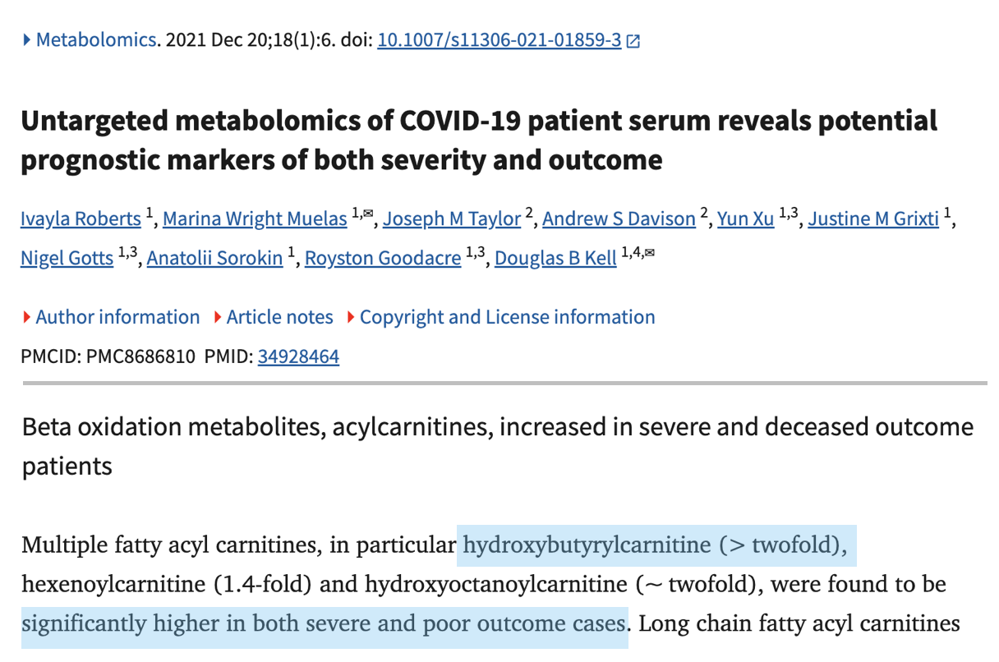 Metabolomics. 2021 Dec 20;18(1):6. doi: 10.1007/s11306-021-01859-3
Untargeted metabolomics of COVID-19 patient serum reveals potential
prognostic markers of both severity and outcome
Ivayla Roberts 1, Marina Wright Muelas 1,✉, Joseph M Taylor 2, Andrew S Davison 2, Yun Xu 1,3, Justine M Grixti 1,
Nigel Gotts 1,3, Anatolii Sorokin 1, Royston Goodacre 1,3, Douglas B Kell 1,4,✉
Author information Article notes Copyright and License information
PMCID: PMC8686810 PMID: 34928464
Beta oxidation metabolites, acylcarnitines, increased in severe and deceased outcome
patients
Multiple fatty acyl carnitines, in particular hydroxybutyrylcarnitine (> twofold),
hexenoylcarnitine (1.4-fold) and hydroxyoctanoylcarnitine (~ twofold), were found to be
significantly higher in both severe and poor outcome cases. Long chain fatty acyl carnitines